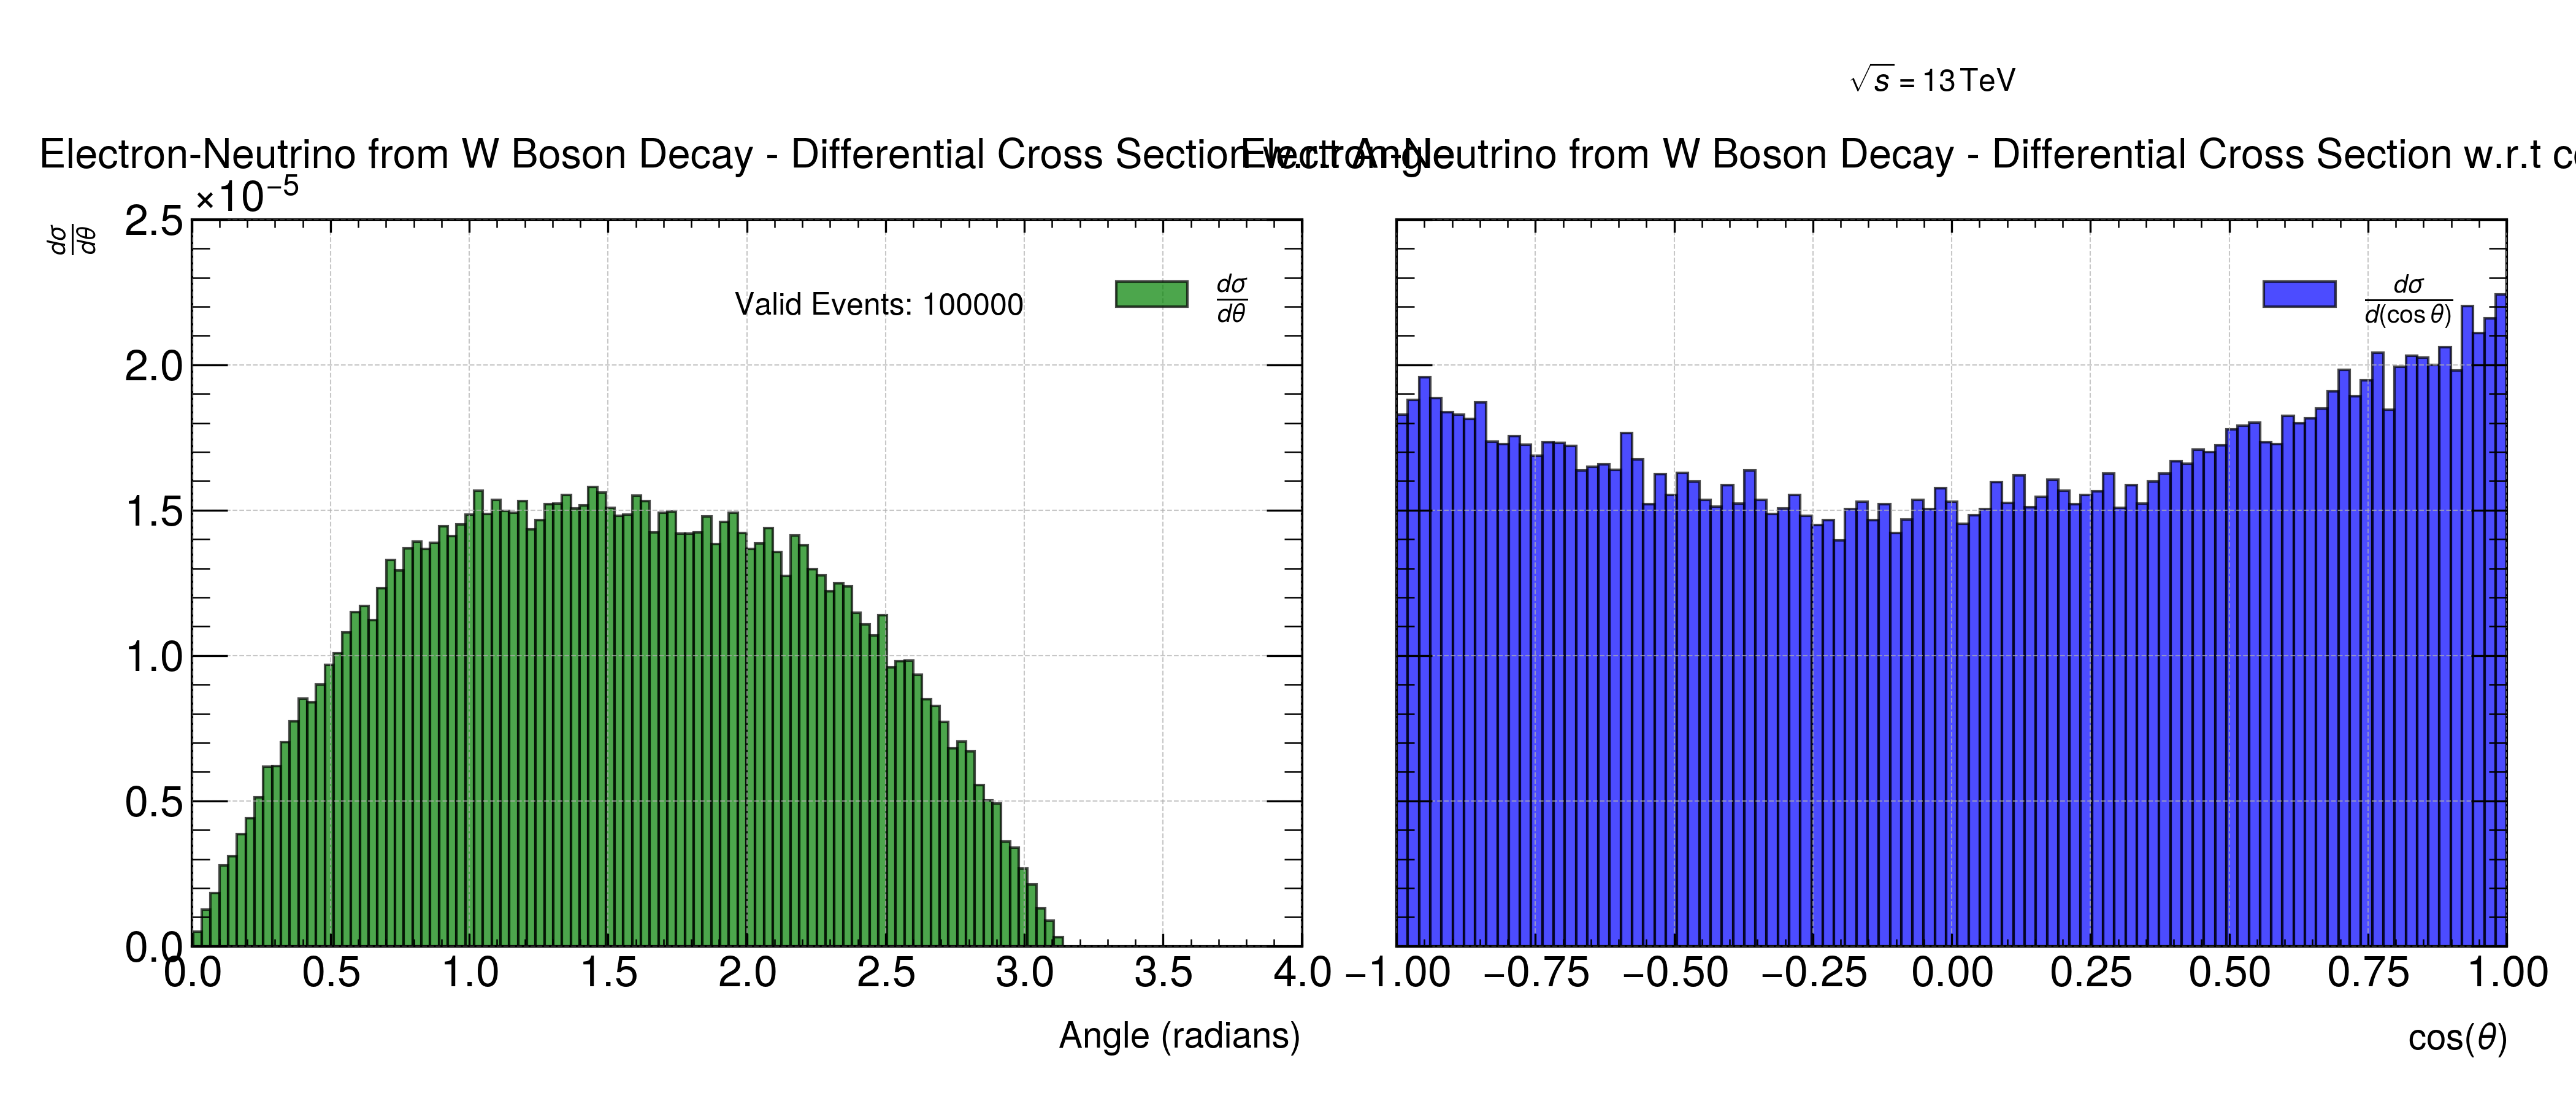 √s = 13 TeV
Electron-Neutrino from W Boson Decay - Differential Cross Section w.r.t Angle
Electron-Neutrino from W Boson Decay - Differential Cross Section w.r.t c
×10⁻⁵
dσ/dθ
2.5
2.0
1.5
1.0
0.5
0.0
Valid Events: 100000
dσ/dθ
0.0 0.5 1.0 1.5 2.0 2.5 3.0 3.5 4.0
Angle (radians)
dσ/d(cos θ)
−1.00 −0.75 −0.50 −0.25 0.00 0.25 0.50 0.75 1.00
cos(θ)